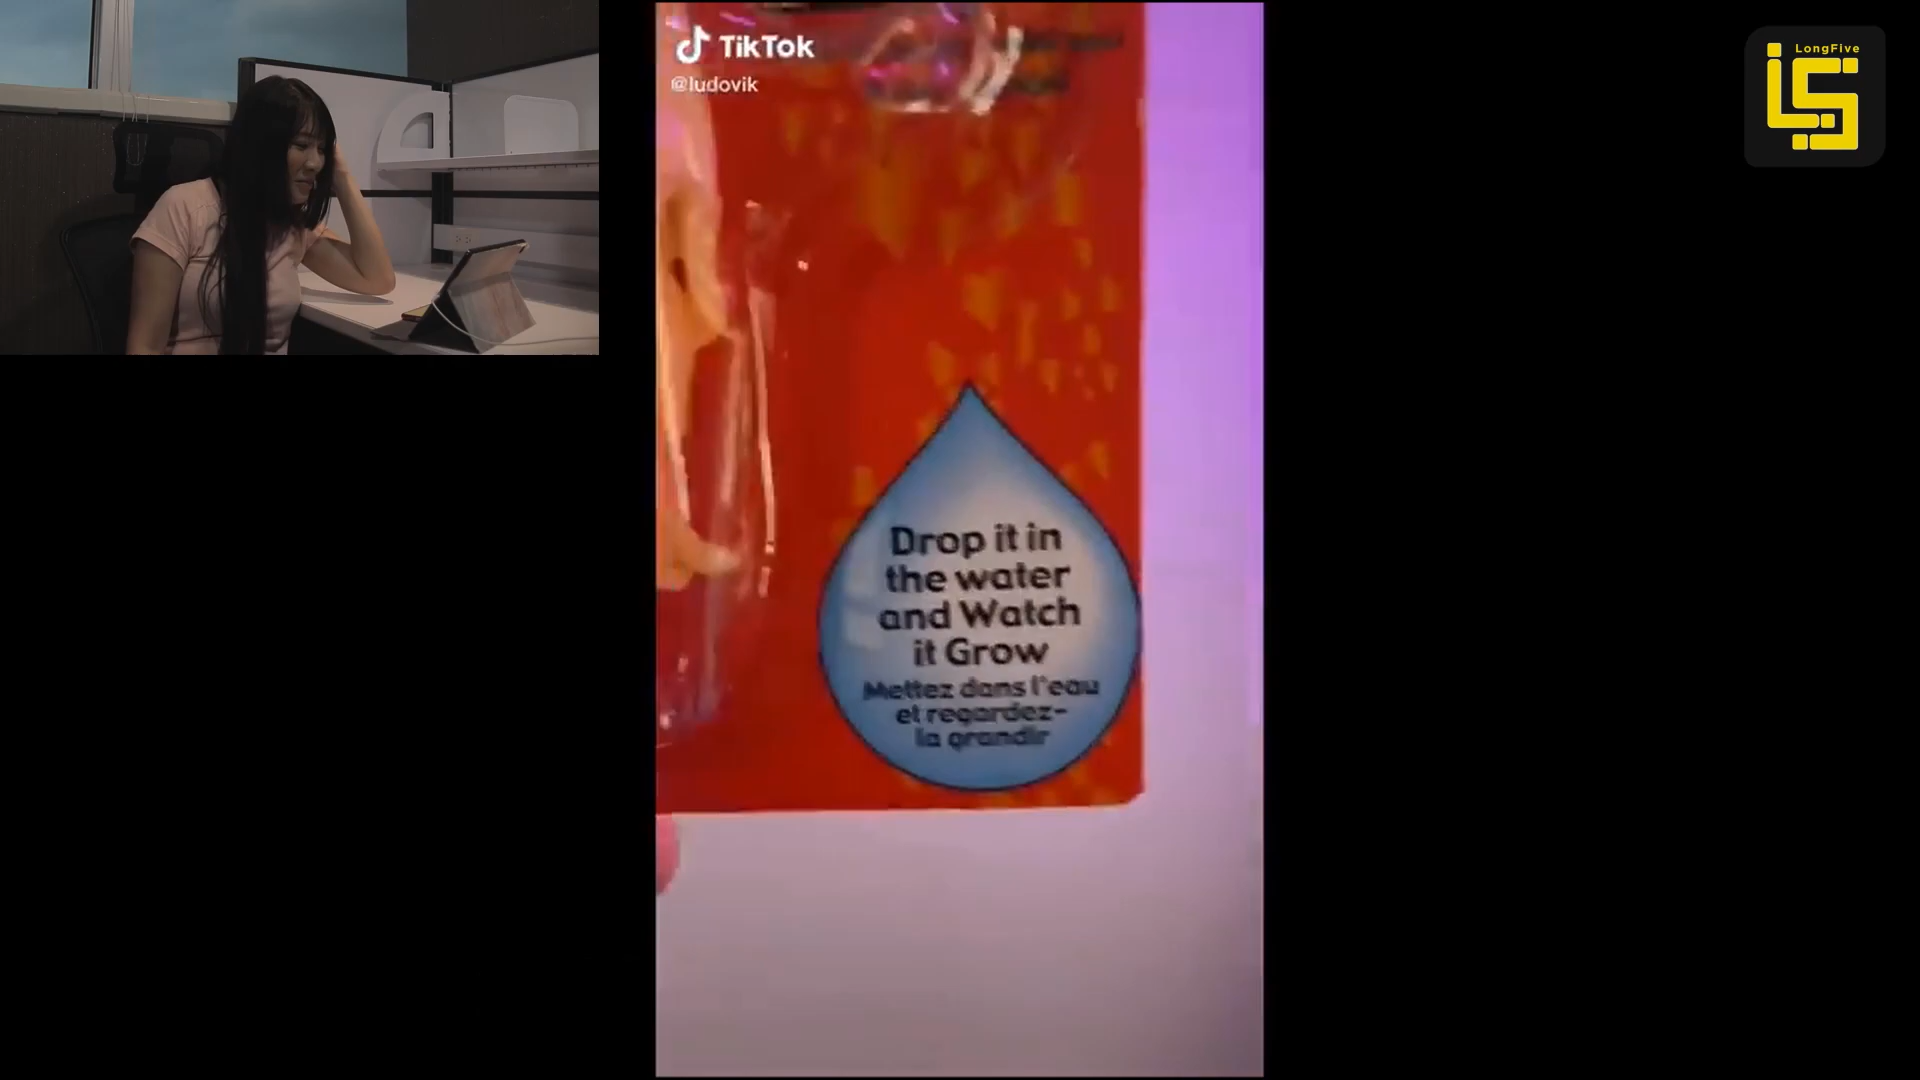 TikTok
@ludovik
LongFive
Drop it in
the water
and Watch
it Grow
Mettez dans l'eau
et regardez-
la grandir